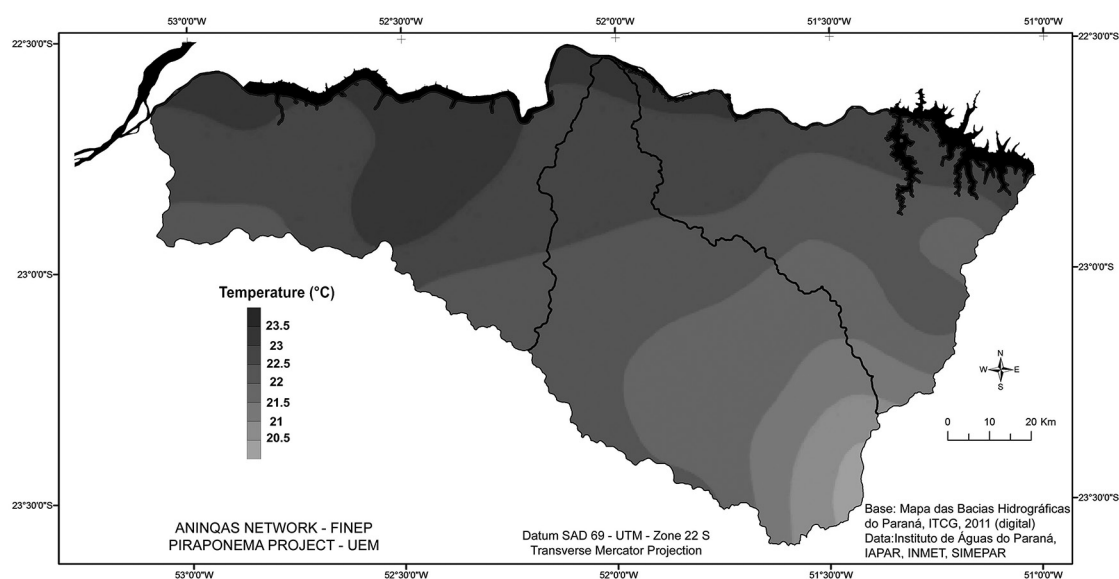 53°0'0"W 52°30'0"W 52°0'0"W 51°30'0"W 51°0'0"W
22°30'0"S 22°30'0"S
23°0'0"S 23°0'0"S
Temperature (°C)
23.5
23
22.5
22
21.5
21
20.5
N
W E
S
0 10 20 Km
23°30'0"S 23°30'0"S
ANINQAS NETWORK - FINEP
PIRAPONEMA PROJECT - UEM
Datum SAD 69 - UTM - Zone 22 S
Transverse Mercator Projection
Base: Mapa das Bacias Hidrográficas
do Paraná, ITCG, 2011 (digital)
Data:Instituto de Águas do Paraná,
IAPAR, INMET, SIMEPAR
53°0'0"W 52°30'0"W 52°0'0"W 51°30'0"W 51°0'0"W